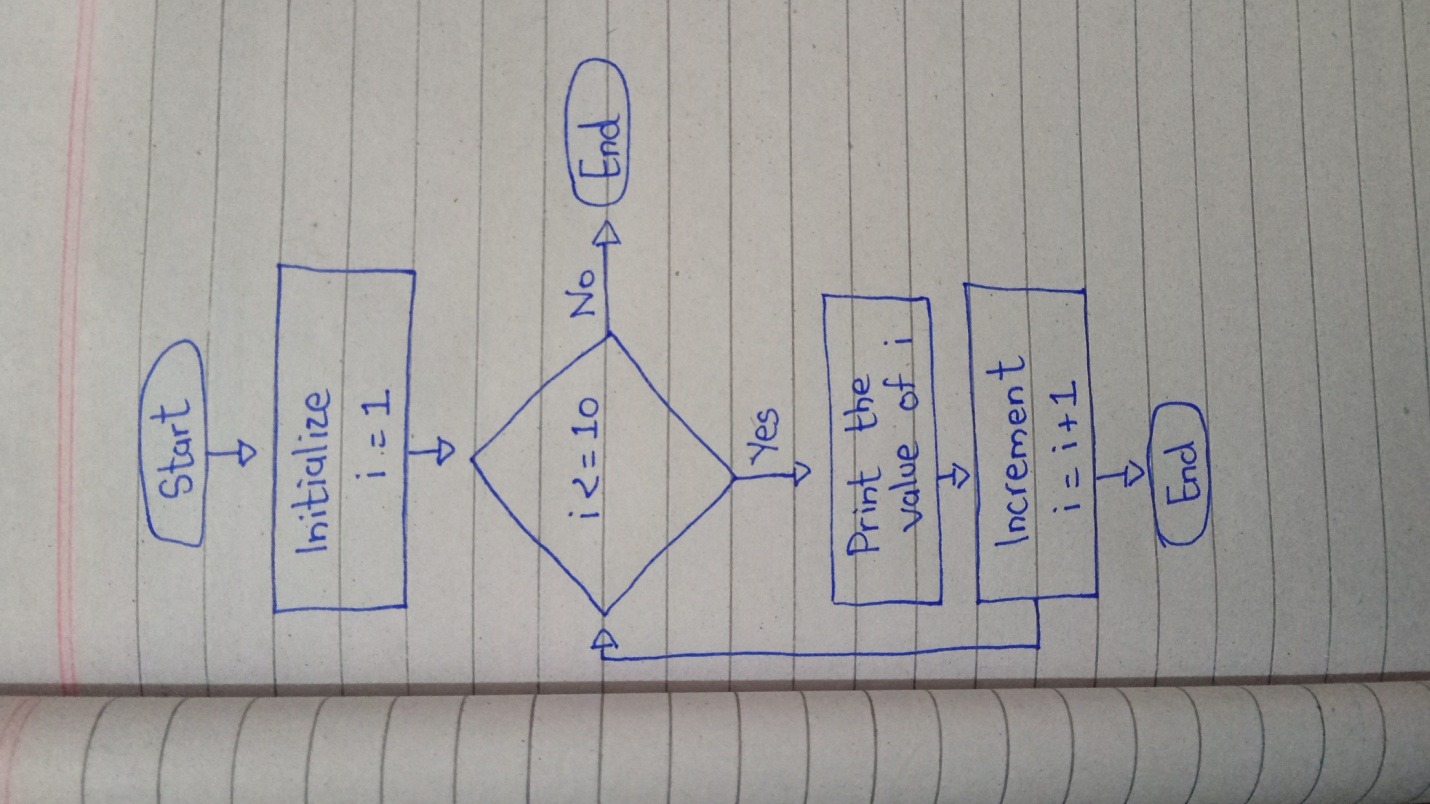 Start
Initialize
i = 1
i <= 10
No
End
Yes
Print the
value of i
Increment
i = i+1
End